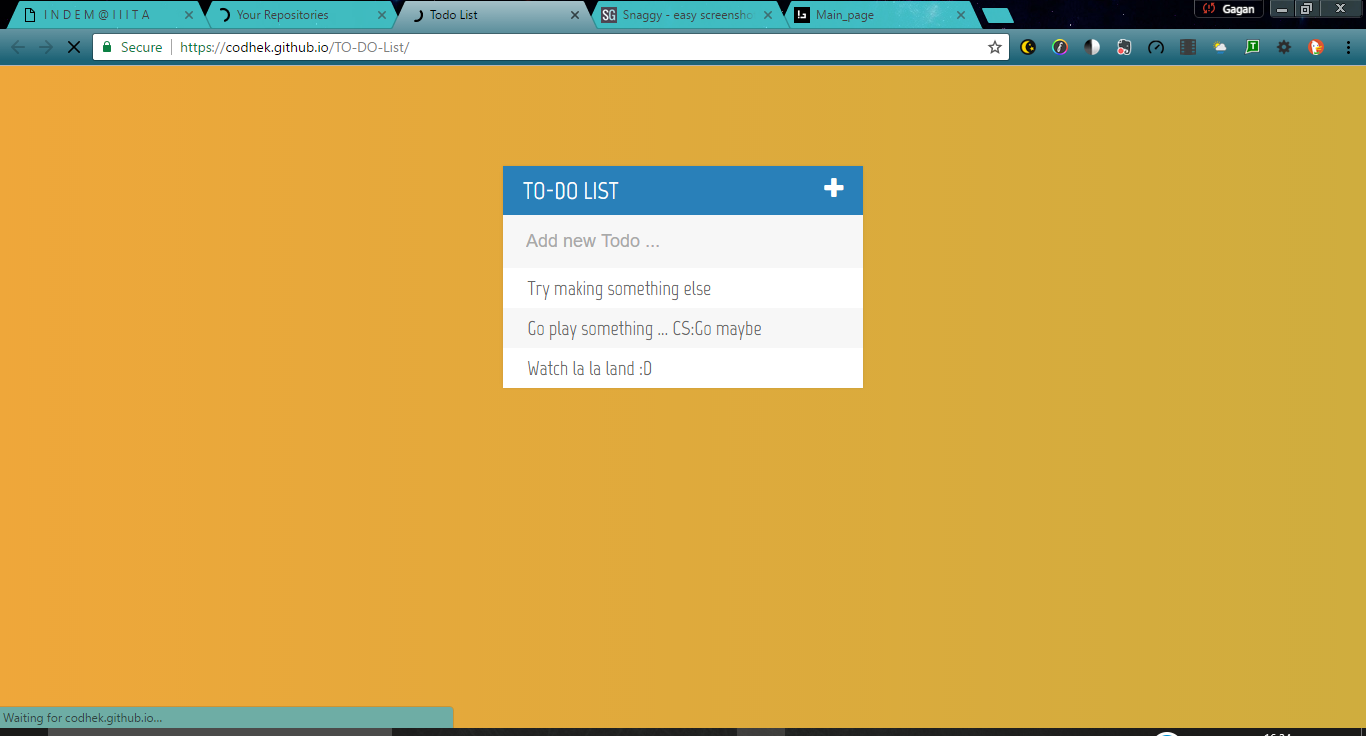 I N D E M @ I I I T A
Your Repositories
Todo List
SG Snaggy - easy screensho
Main_page
Gagan
Secure https://codhek.github.io/TO-DO-List/
TO-DO LIST
Add new Todo ...
Try making something else
Go play something ... CS:Go maybe
Watch la la land :D
Waiting for codhek.github.io...